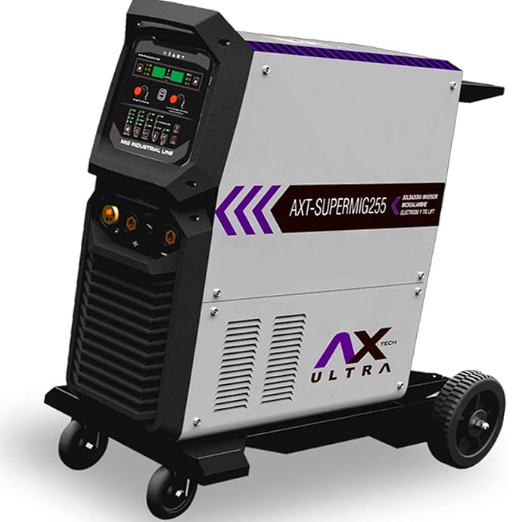 MIG INDUSTRIAL LINE
AXT-SUPERMIG255
SOLDADORA INVERSOR
MICROALAMBRE
ELECTRODO Y TIG LIFT
AX
TECH
ULTRA